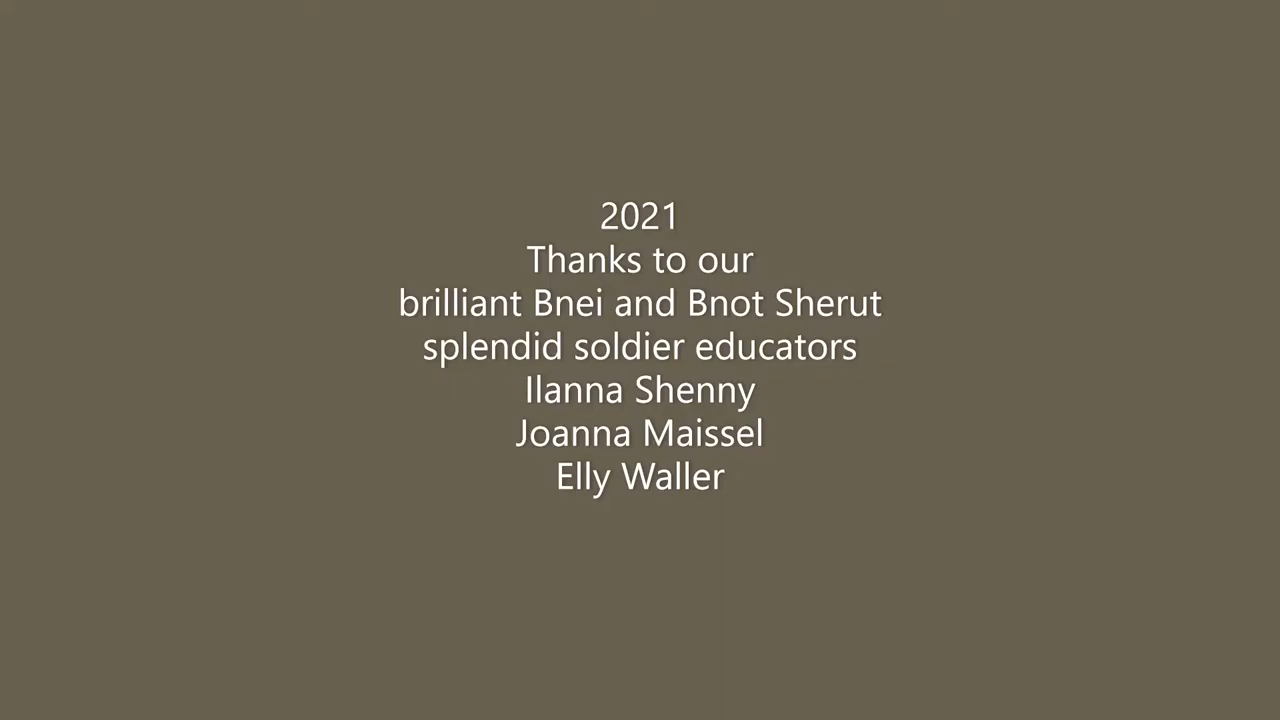 2021
Thanks to our
brilliant Bnei and Bnot Sherut
splendid soldier educators
Ilanna Shenny
Joanna Maissel
Elly Waller